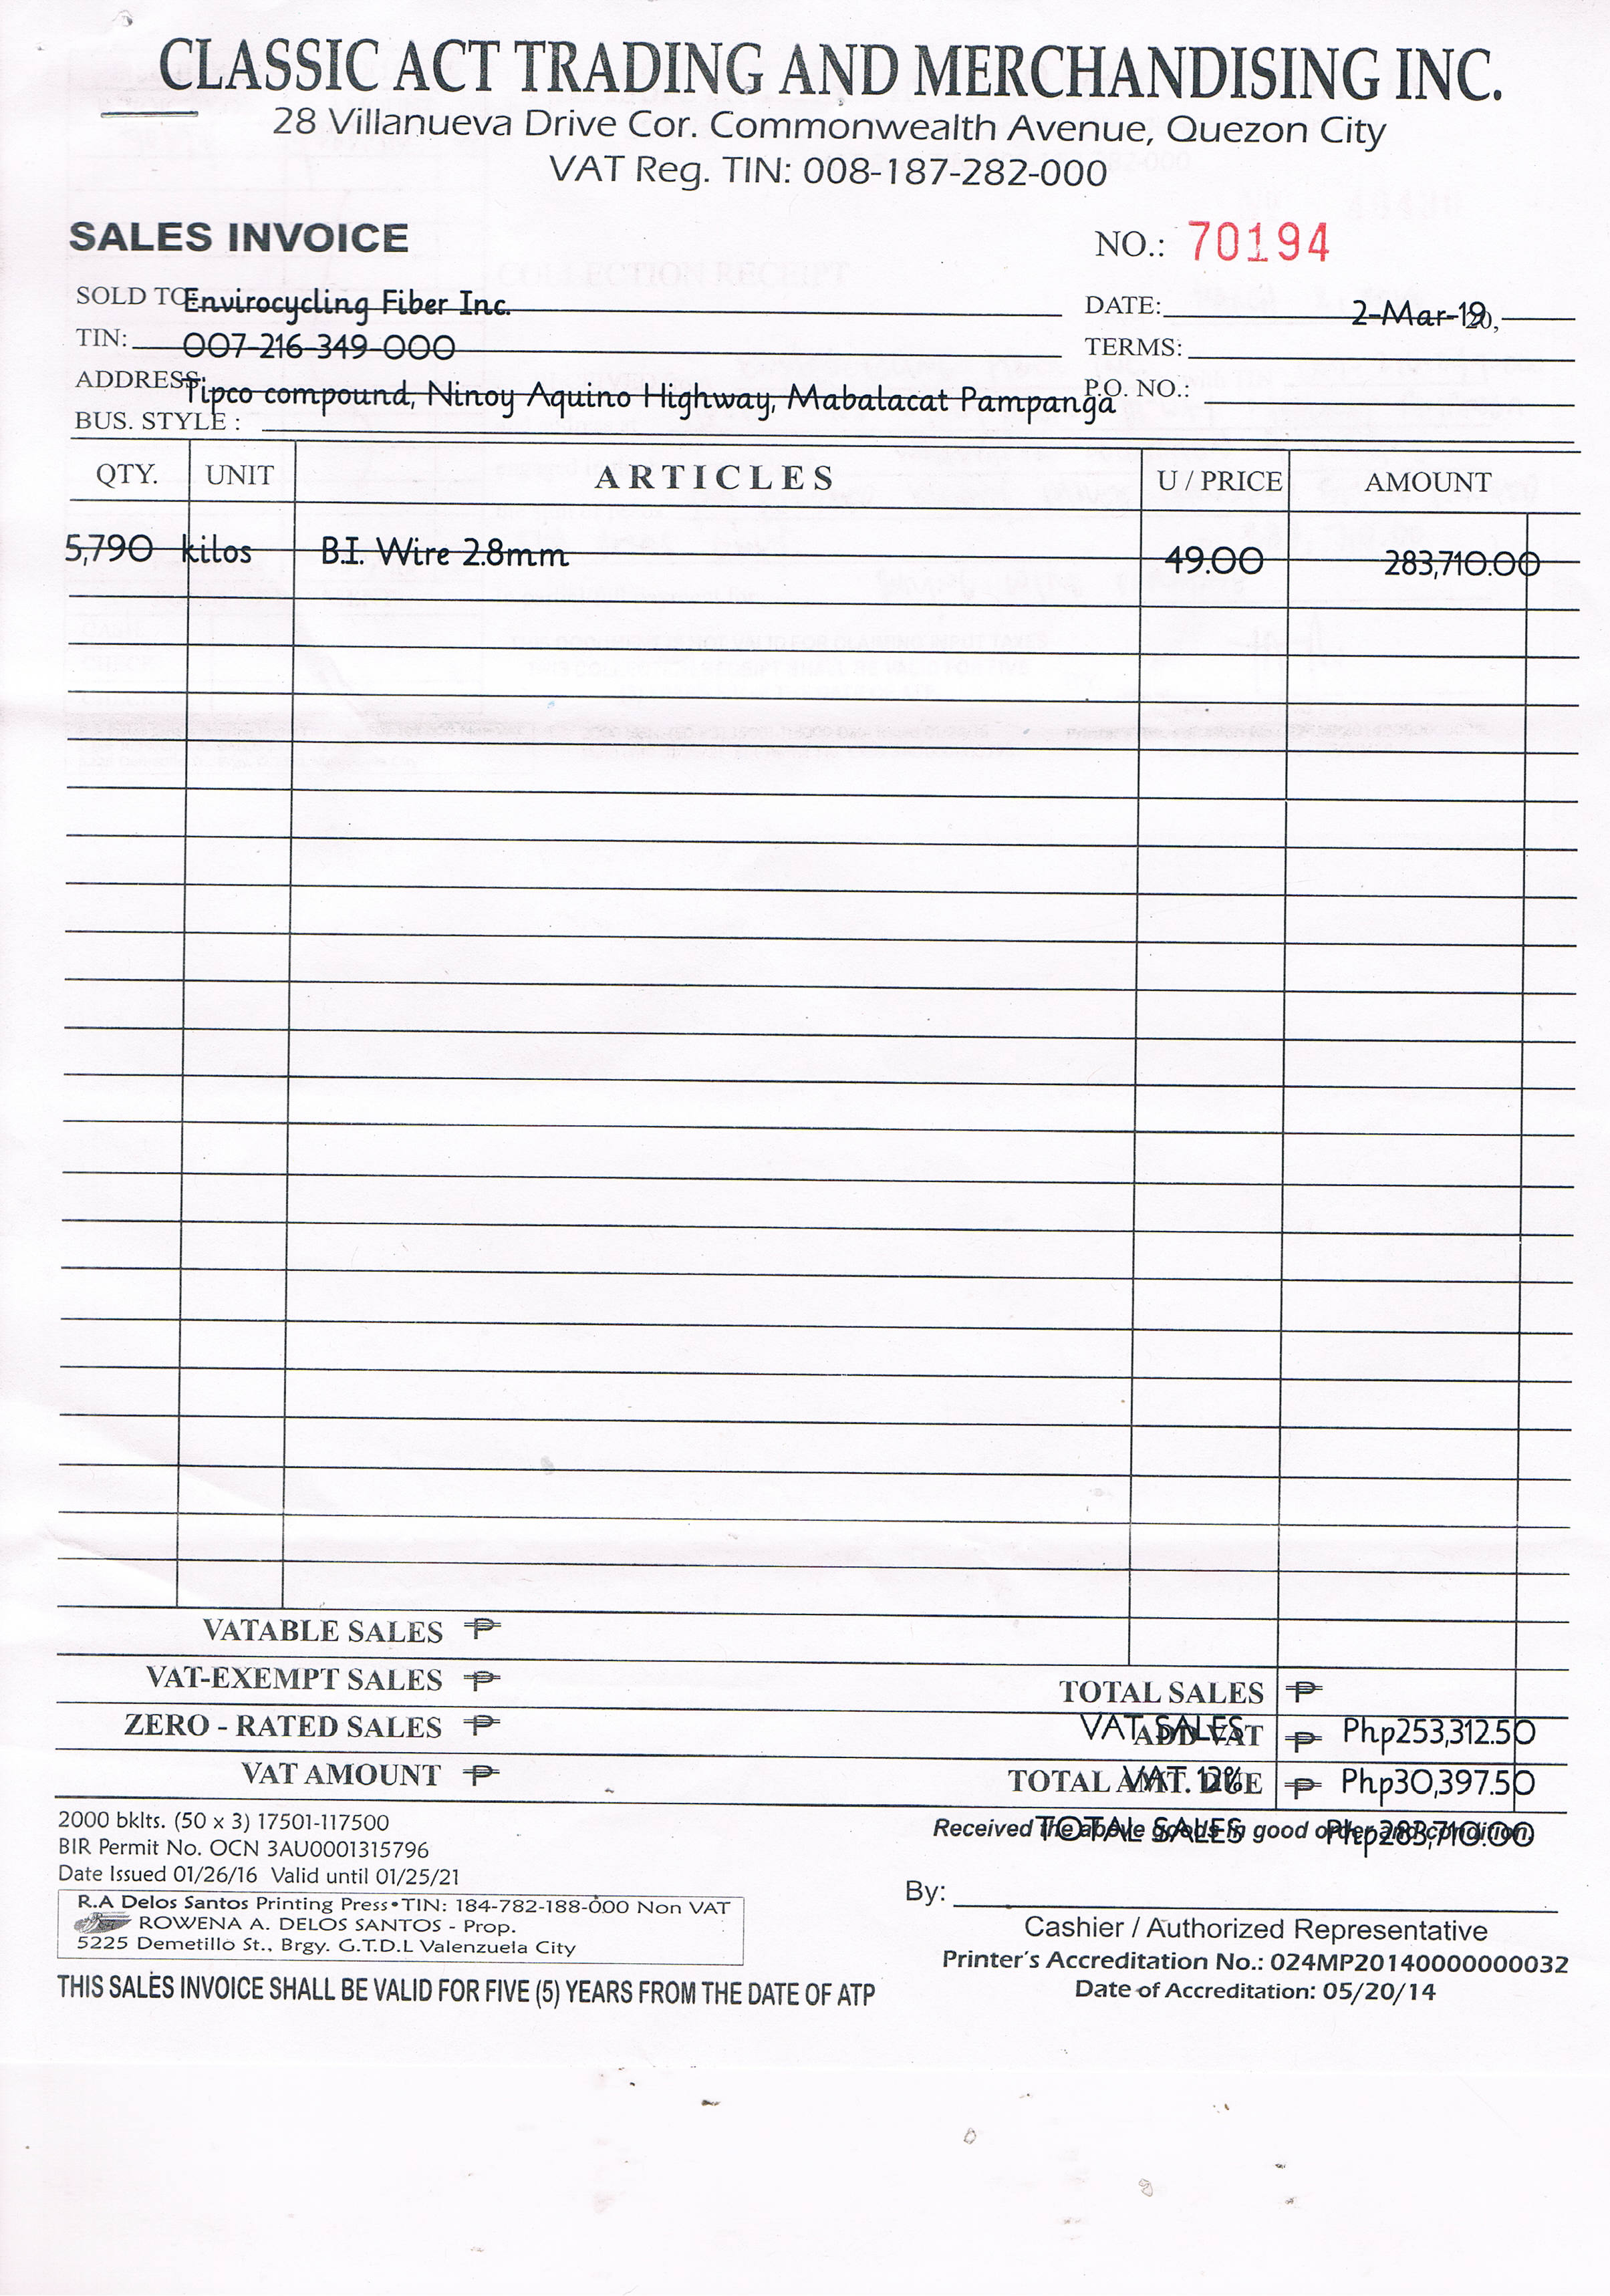 CLASSIC ACT TRADING AND MERCHANDISING INC.
28 Villanueva Drive Cor. Commonwealth Avenue, Quezon City
VAT Reg. TIN: 008-187-282-000
SALES INVOICE NO.: 70194
SOLD TO: Envirocycling Fiber Inc. DATE: 2-Mar-19 20,
TIN: 007-216-349-000 TERMS:
ADDRESS: Tipco compound, Ninoy Aquino Highway, Mabalacat Pampanga P.O. NO.:
BUS. STYLE :
QTY. UNIT ARTICLES U / PRICE AMOUNT
5,790 kilos B.I. Wire 2.8mm 49.00 283,710.00
VATABLE SALES ₱
VAT-EXEMPT SALES ₱ TOTAL SALES ₱
ZERO - RATED SALES ₱ ADD VAT ₱
VAT SALES Php253,312.50
VAT AMOUNT ₱ TOTAL AMT. DUE ₱
VAT 12% Php30,397.50
2000 bklts. (50 x 3) 17501-117500 Received the above goods in good order and condition.
TOTAL SALES Php283,710.00
BIR Permit No. OCN 3AU0001315796
Date Issued 01/26/16 Valid until 01/25/21
By:
R.A Delos Santos Printing Press•TIN: 184-782-188-000 Non VAT
ROWENA A. DELOS SANTOS - Prop.
5225 Demetillo St., Brgy. G.T.D.L Valenzuela City
Cashier / Authorized Representative
Printer's Accreditation No.: 024MP20140000000032
THIS SALES INVOICE SHALL BE VALID FOR FIVE (5) YEARS FROM THE DATE OF ATP
Date of Accreditation: 05/20/14